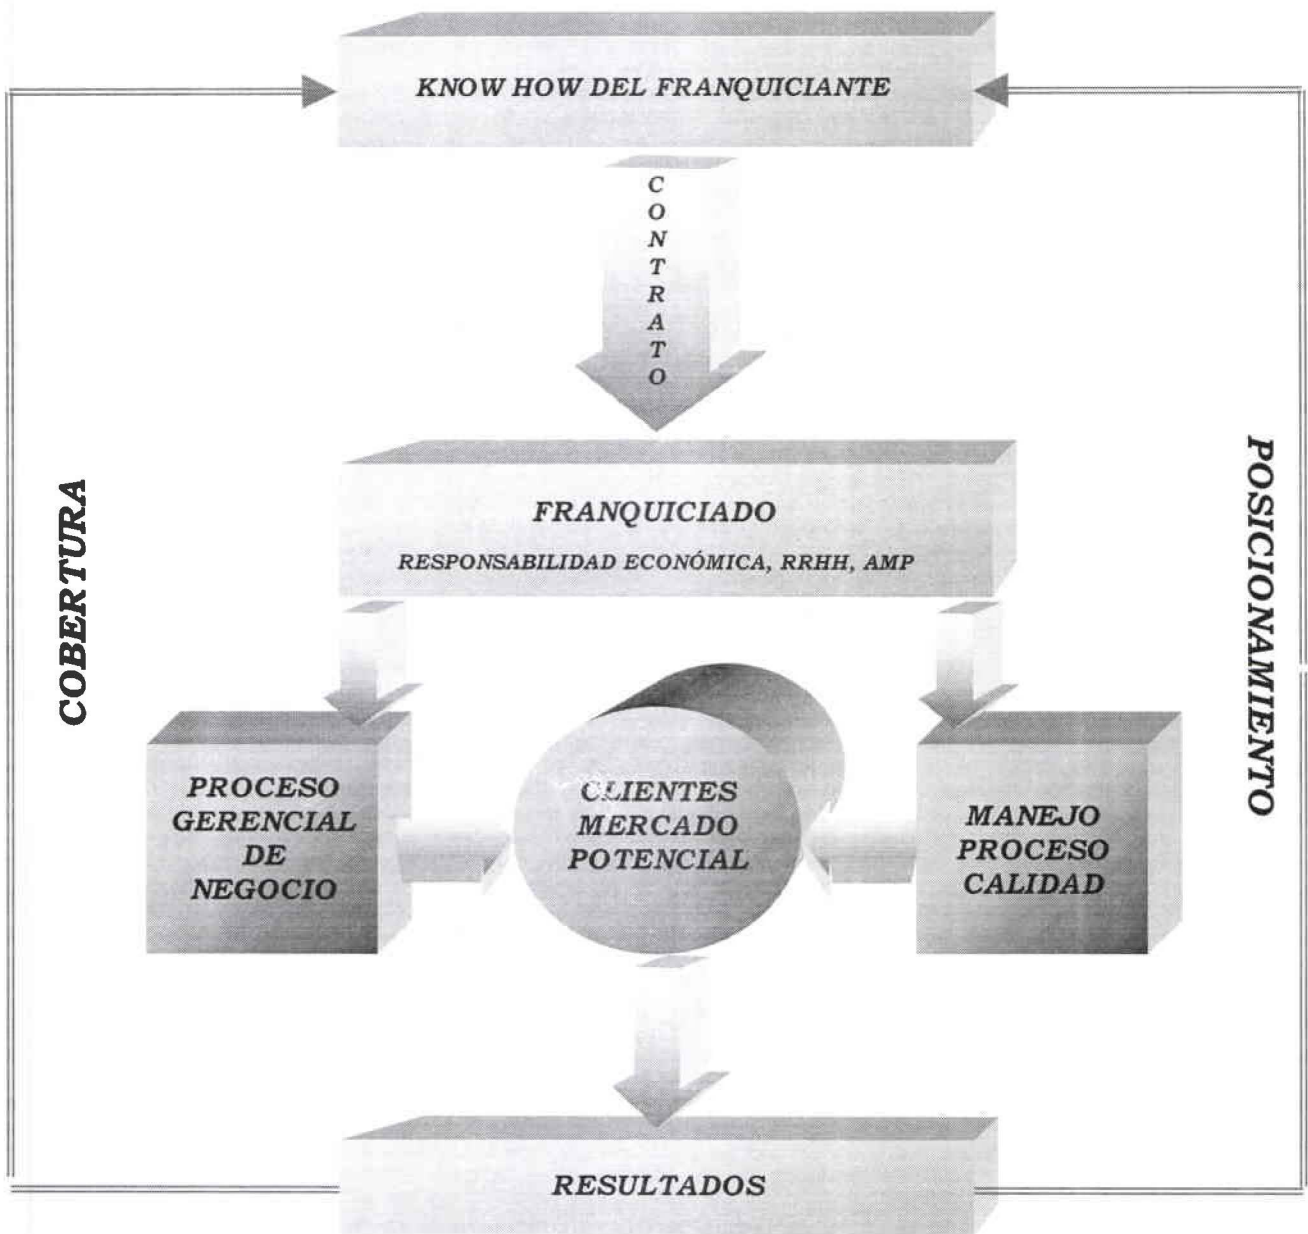 KNOW HOW DEL FRANQUICIANTE
CONTRATO
FRANQUICIADO
RESPONSABILIDAD ECONÓMICA, RRHH, AMP
COBERTURA
POSICIONAMIENTO
PROCESO
GERENCIAL
DE
NEGOCIO
CLIENTES
MERCADO
POTENCIAL
MANEJO
PROCESO
CALIDAD
RESULTADOS